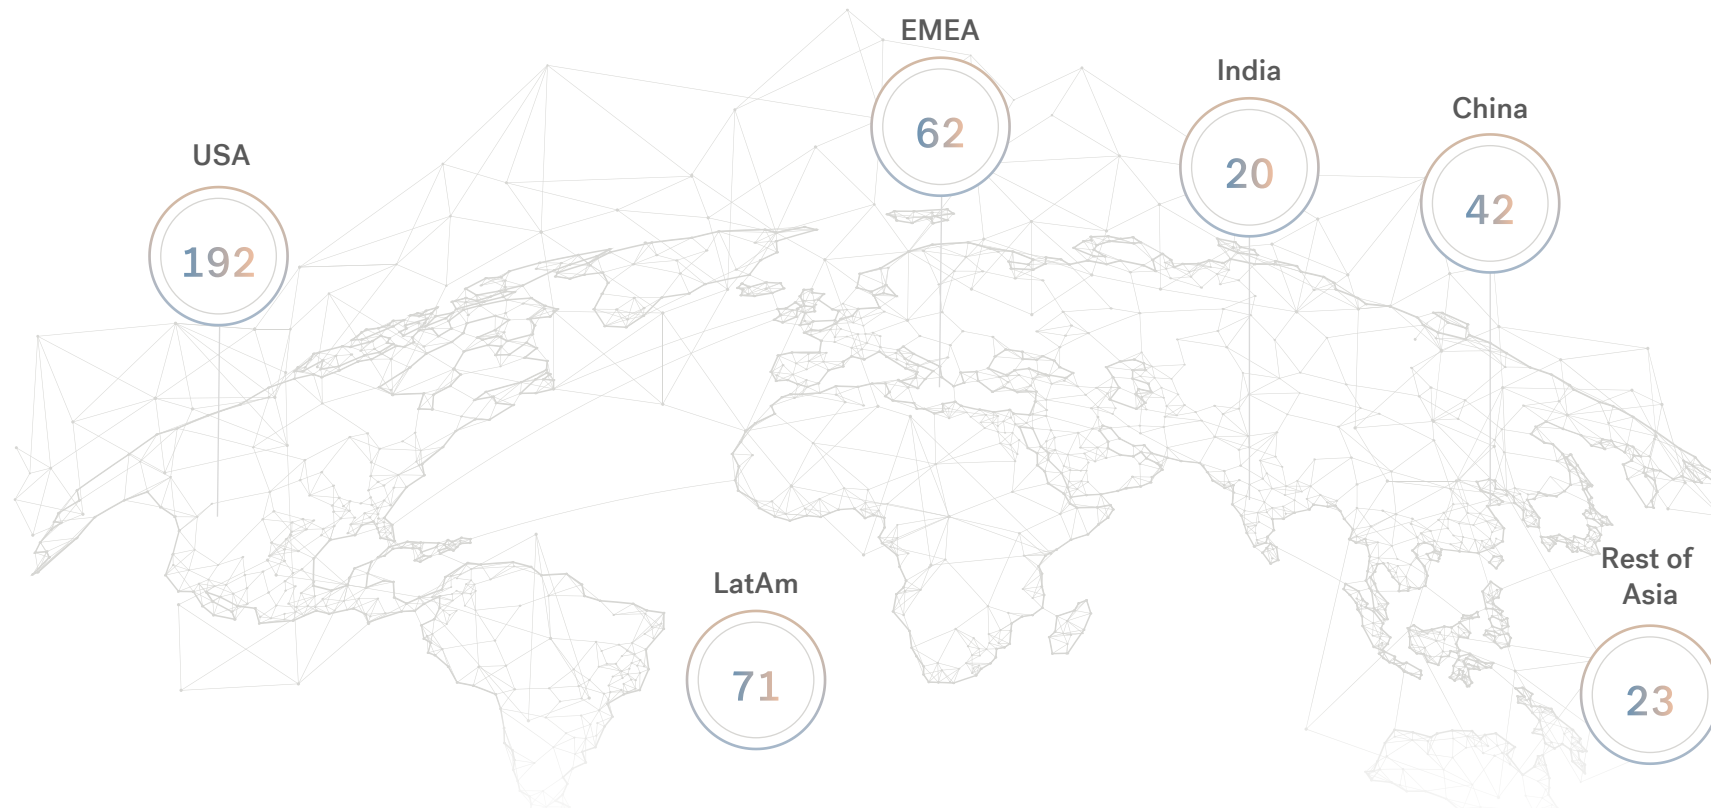 EMEA
62
India
20
China
42
USA
192
Rest of
Asia
23
LatAm
71